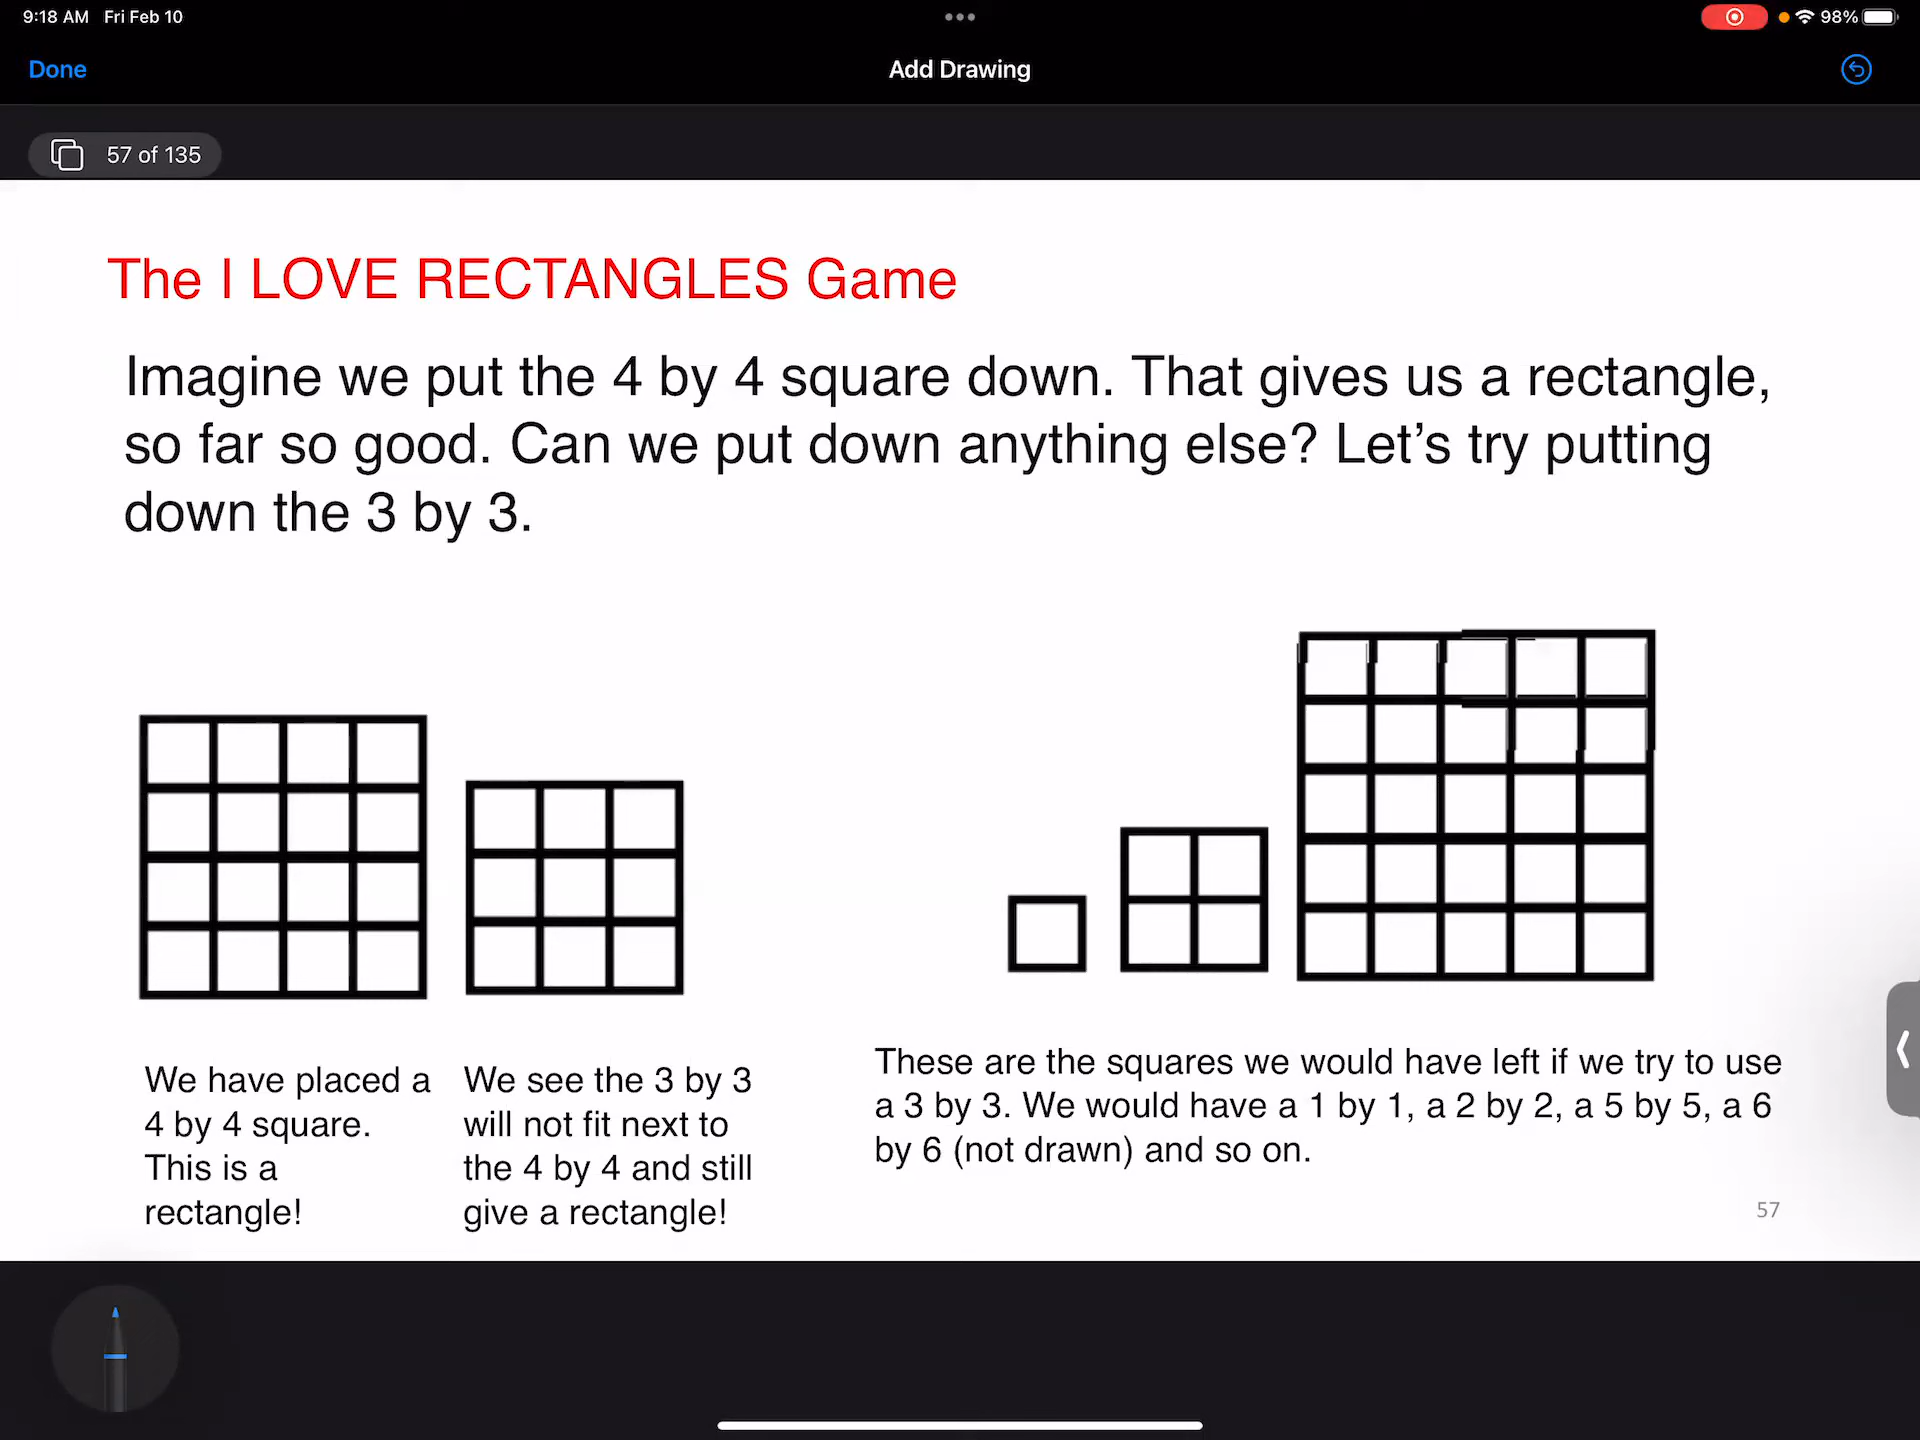 9:18 AM Fri Feb 10
98%
Done
Add Drawing
57 of 135
The I LOVE RECTANGLES Game
Imagine we put the 4 by 4 square down. That gives us a rectangle,
so far so good. Can we put down anything else? Let’s try putting
down the 3 by 3.
We have placed a
4 by 4 square.
This is a
rectangle!
We see the 3 by 3
will not fit next to
the 4 by 4 and still
give a rectangle!
These are the squares we would have left if we try to use
a 3 by 3. We would have a 1 by 1, a 2 by 2, a 5 by 5, a 6
by 6 (not drawn) and so on.
57